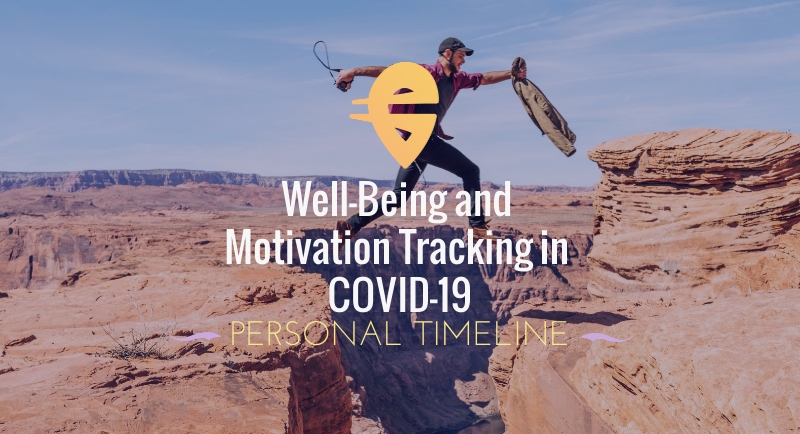 Well-Being and
Motivation Tracking in
COVID-19
PERSONAL TIMELINE